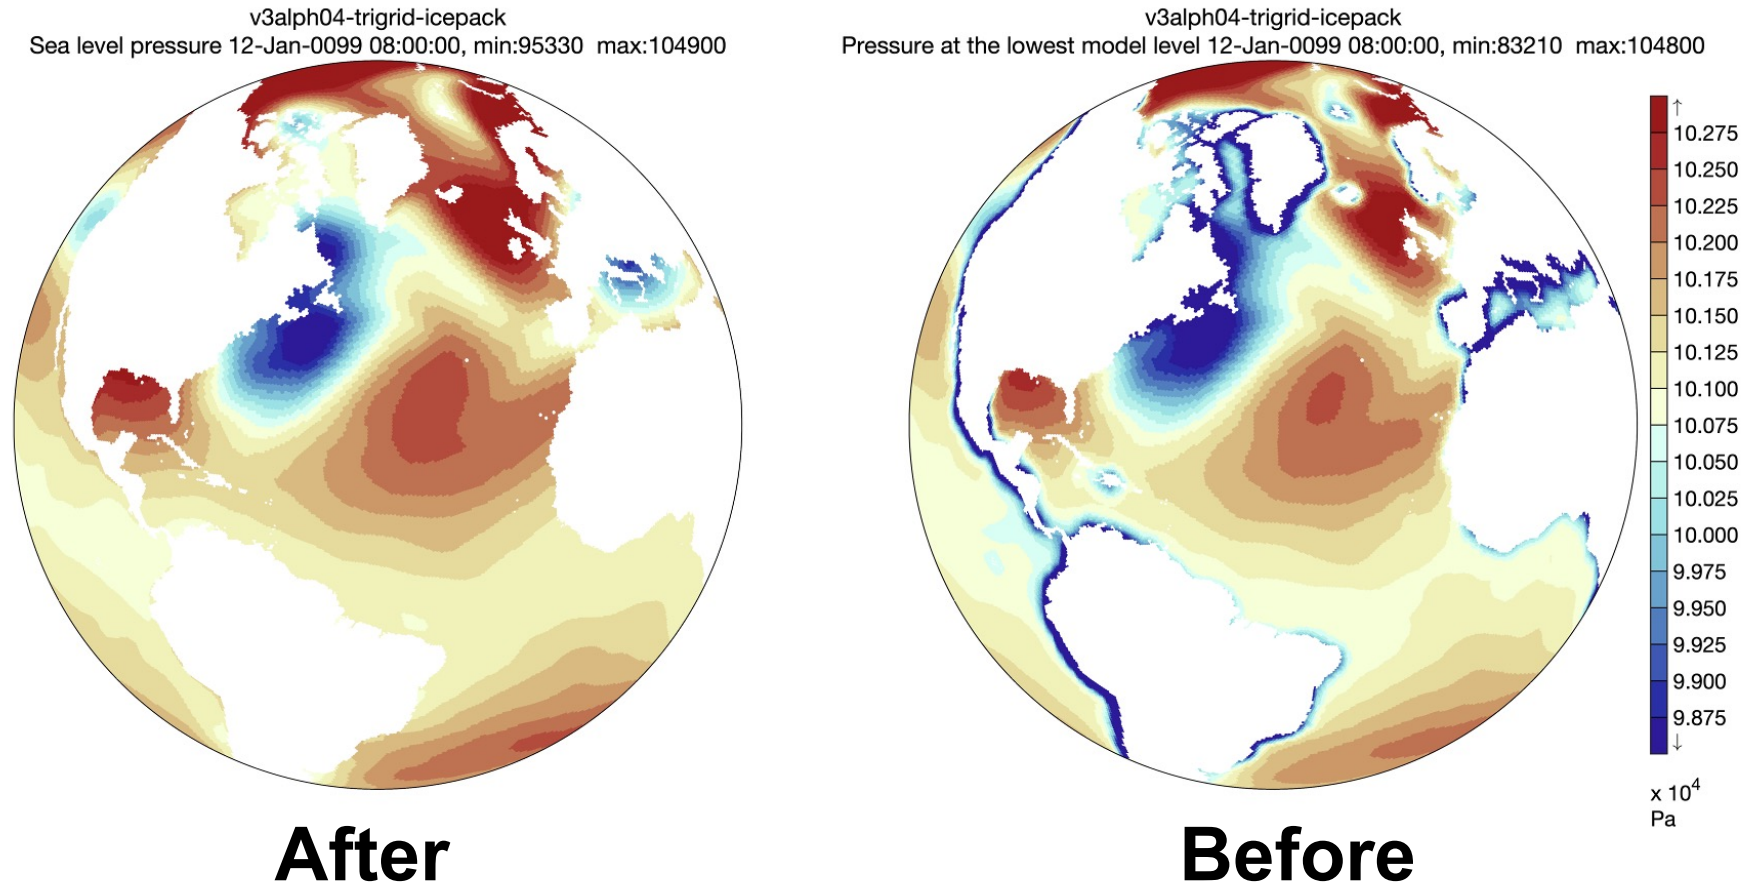 v3alph04-trigrid-icepack
Sea level pressure 12-Jan-0099 08:00:00, min:95330  max:104900
v3alph04-trigrid-icepack
Pressure at the lowest model level 12-Jan-0099 08:00:00, min:83210  max:104800
↑
10.275
10.250
10.225
10.200
10.175
10.150
10.125
10.100
10.075
10.050
10.025
10.000
9.975
9.950
9.925
9.900
9.875
↓
x 10⁴
Pa
After
Before